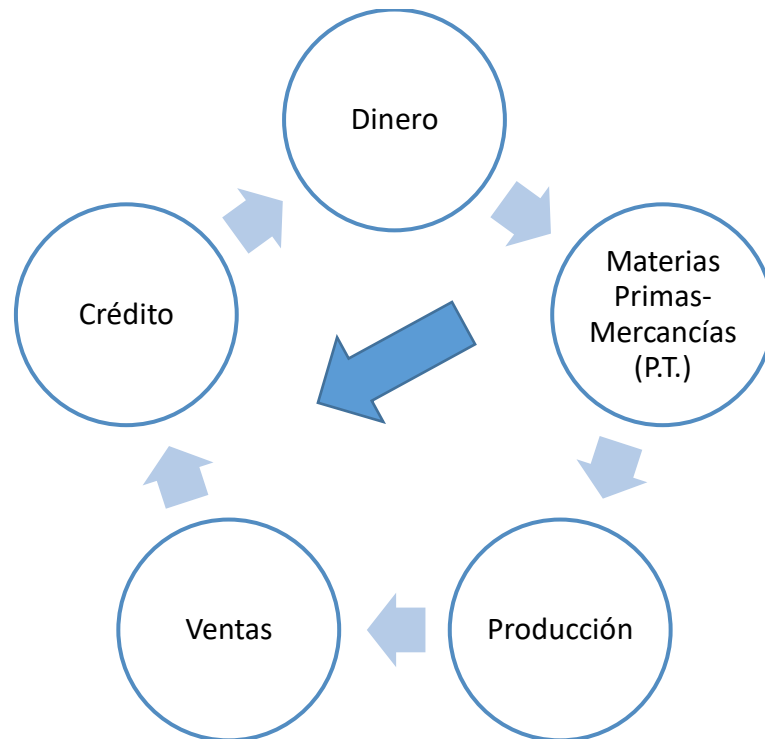 Dinero
Materias
Primas-
Mercancías
(P.T.)
Crédito
Ventas
Producción